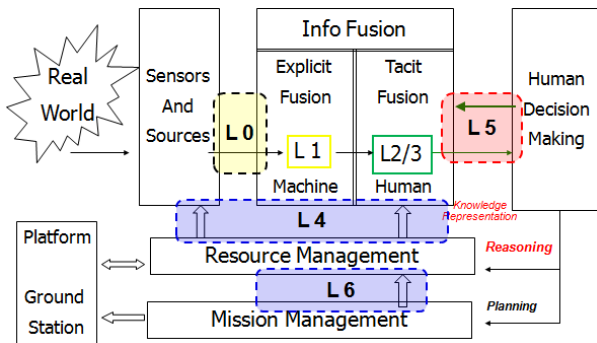 Info Fusion
Real
World
Sensors
And
Sources
Explicit
Fusion
Tacit
Fusion
Human
Decision
Making
L 0
L 1
L2/3
L 5
Machine
Human
Knowledge
Representation
L 4
Platform
Ground
Station
Resource Management
Reasoning
L 6
Planning
Mission Management